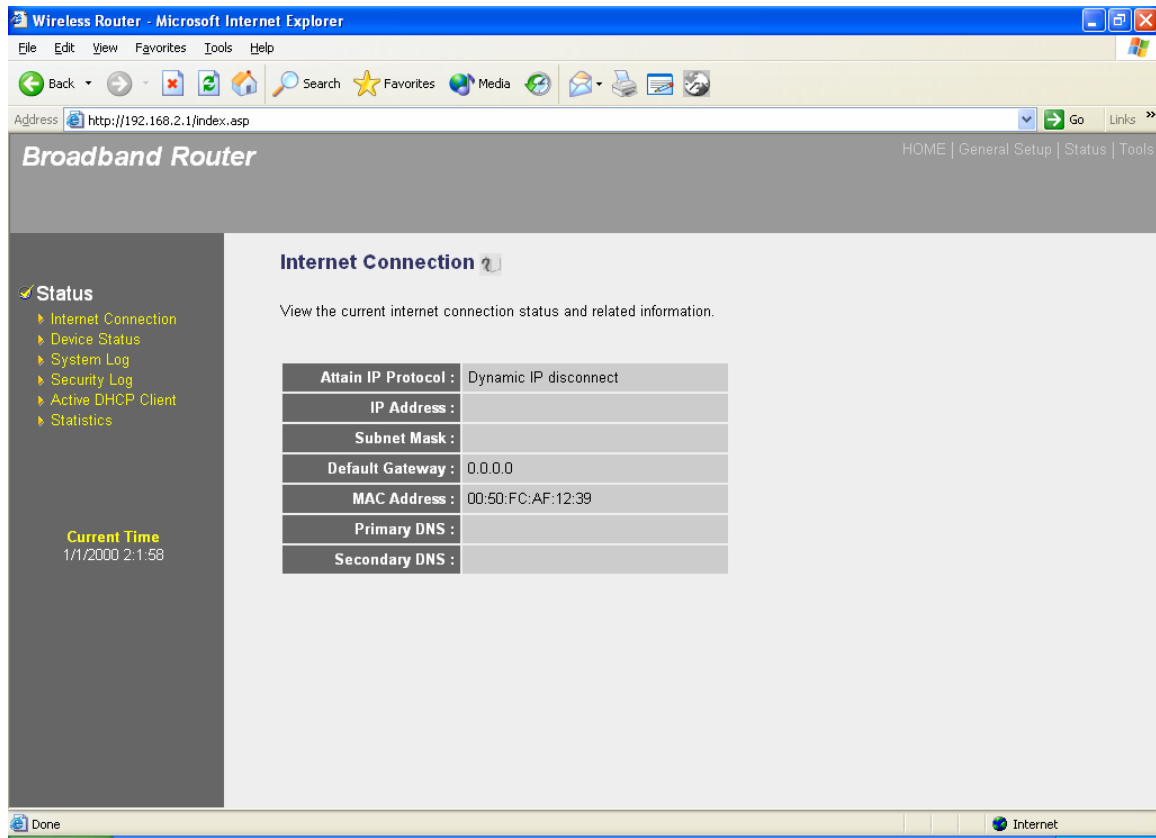 Wireless Router - Microsoft Internet Explorer
File Edit View Favorites Tools Help
Back Search Favorites Media
Address http://192.168.2.1/index.asp Go Links »
Broadband Router
HOME | General Setup | Status | Tools
Status
Internet Connection
Device Status
System Log
Security Log
Active DHCP Client
Statistics
Current Time
1/1/2000 2:1:58
Internet Connection
View the current internet connection status and related information.
Attain IP Protocol : Dynamic IP disconnect
IP Address :
Subnet Mask :
Default Gateway : 0.0.0.0
MAC Address : 00:50:FC:AF:12:39
Primary DNS :
Secondary DNS :
Done Internet